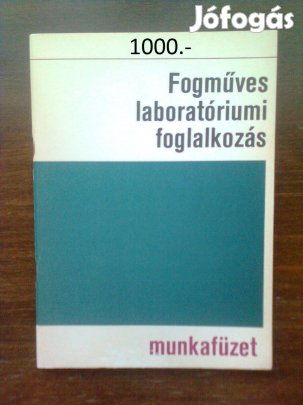 Jófogás
1000.-
Fogműves
laboratóriumi
foglalkozás
munkafüzet